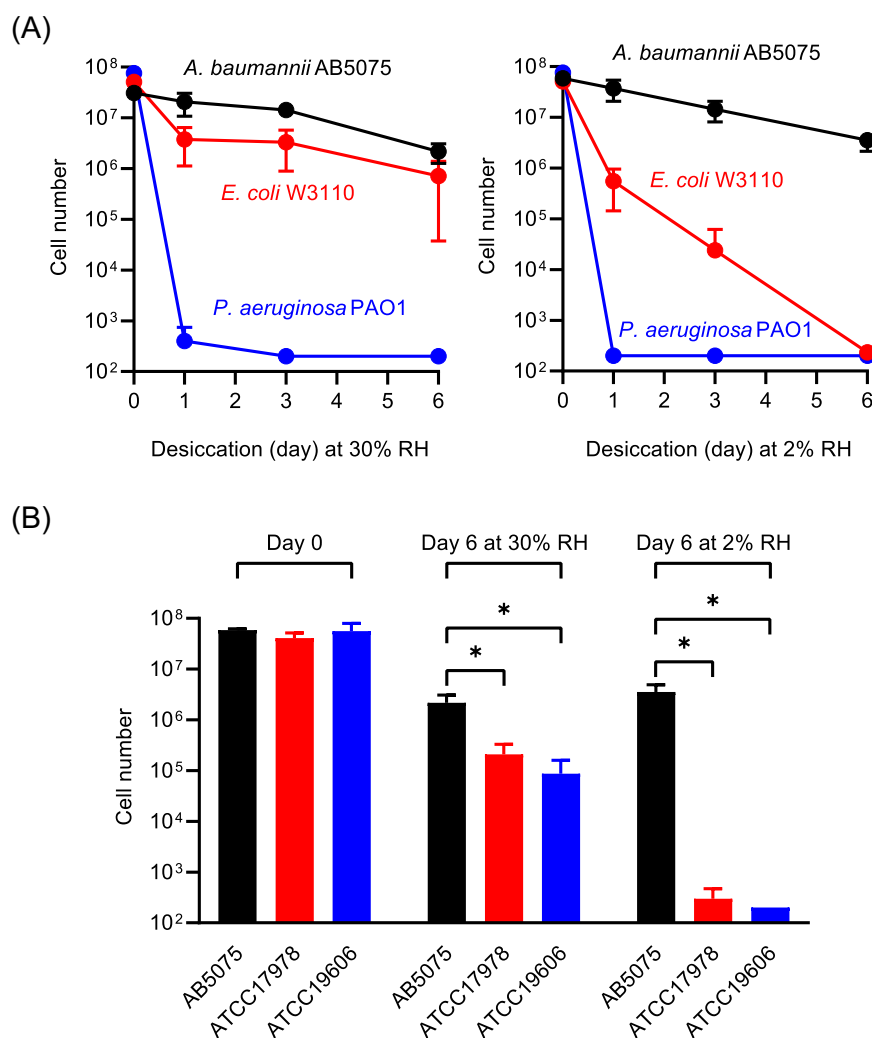 (A)
A. baumannii AB5075
E. coli W3110
P. aeruginosa PAO1
Cell number
10⁸
10⁷
10⁶
10⁵
10⁴
10³
10²
0 1 2 3 4 5 6
Desiccation (day) at 30% RH
A. baumannii AB5075
E. coli W3110
P. aeruginosa PAO1
Cell number
10⁸
10⁷
10⁶
10⁵
10⁴
10³
10²
0 1 2 3 4 5 6
Desiccation (day) at 2% RH
(B)
Day 0 Day 6 at 30% RH Day 6 at 2% RH
* *
* *
Cell number
10⁸
10⁷
10⁶
10⁵
10⁴
10³
10²
AB5075 ATCC17978 ATCC19606 AB5075 ATCC17978 ATCC19606 AB5075 ATCC17978 ATCC19606